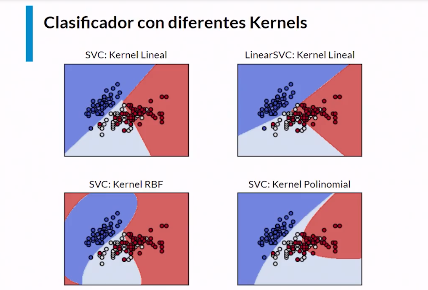 Clasificador con diferentes Kernels
SVC: Kernel Lineal
LinearSVC: Kernel Lineal
SVC: Kernel RBF
SVC: Kernel Polinomial